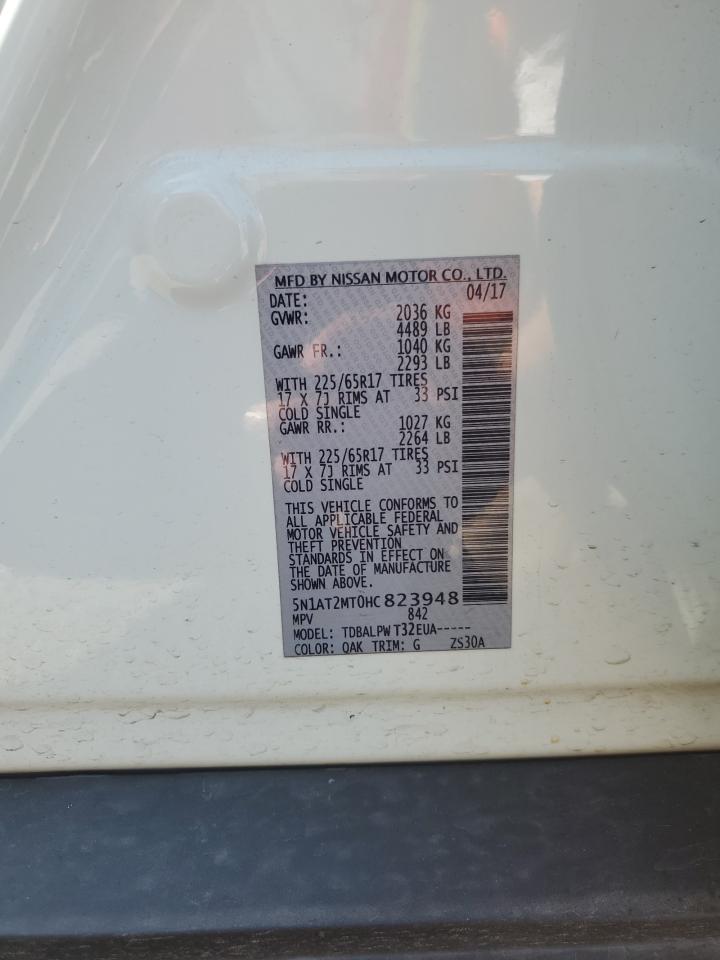 MFD BY NISSAN MOTOR CO., LTD.
DATE: 04/17
GVWR: 2036 KG
4489 LB
GAWR FR.: 1040 KG
2293 LB
WITH 225/65R17 TIRES
17 X 7J RIMS AT 33 PSI
COLD SINGLE
GAWR RR.: 1027 KG
2264 LB
WITH 225/65R17 TIRES
17 X 7J RIMS AT 33 PSI
COLD SINGLE
THIS VEHICLE CONFORMS TO
ALL APPLICABLE FEDERAL
MOTOR VEHICLE SAFETY AND
THEFT PREVENTION
STANDARDS IN EFFECT ON
THE DATE OF MANUFACTURE
SHOWN ABOVE.
5N1AT2MT0HC823948
MPV 842
MODEL: TDBALPWT32EUA-----
COLOR: QAK TRIM: G ZS30A